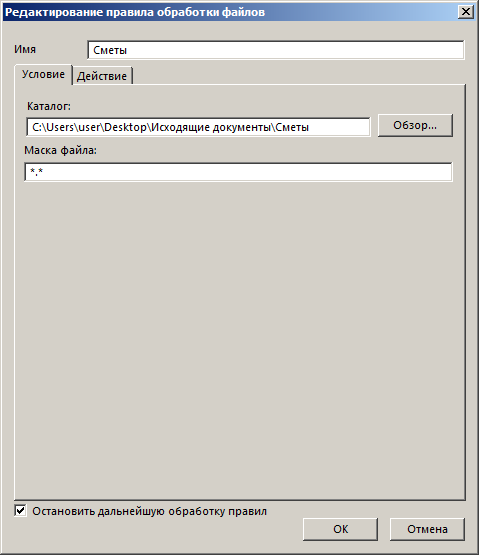 Редактирование правила обработки файлов
Имя
Сметы
Условие
Действие
Каталог:
C:\Users\user\Desktop\Исходящие документы\Сметы
Обзор...
Маска файла:
*.*
Остановить дальнейшую обработку правил
ОК
Отмена